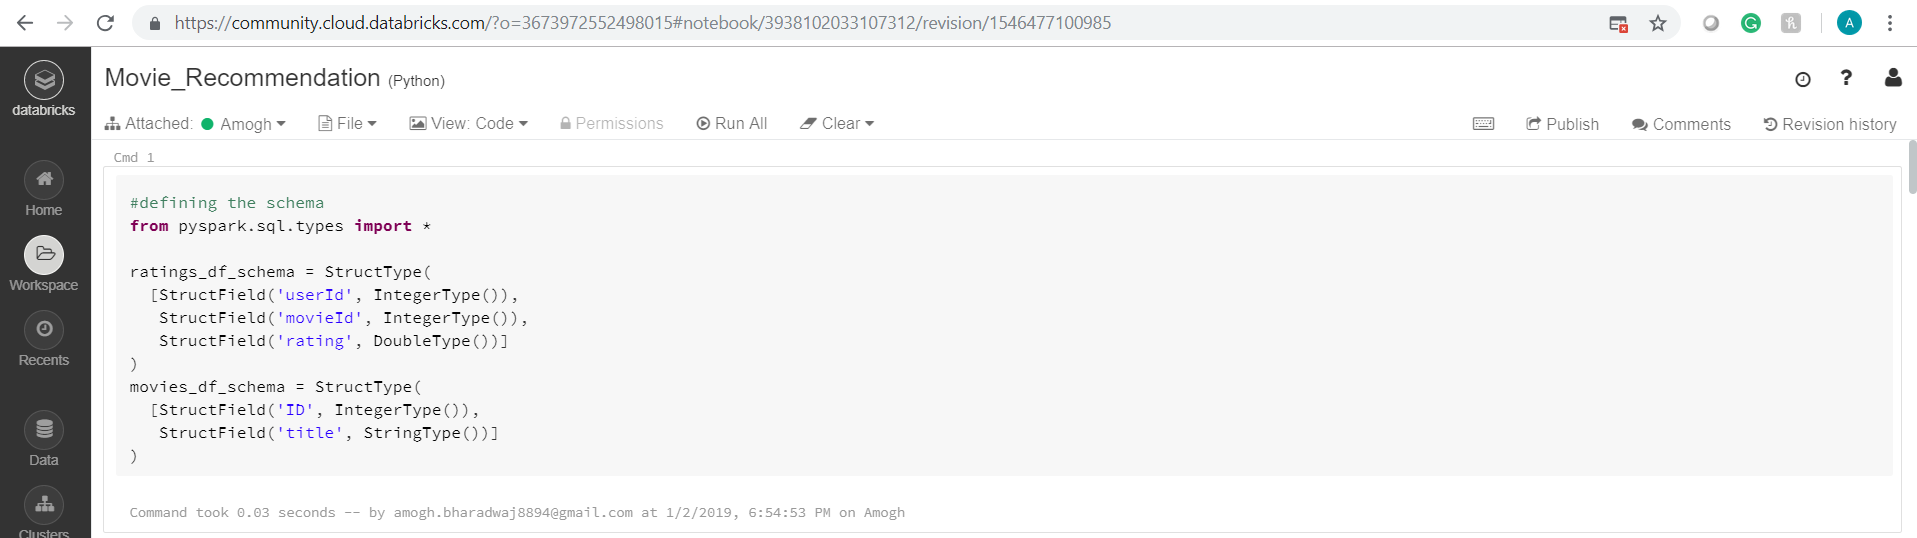 https://community.cloud.databricks.com/?o=3673972552498015#notebook/3938102033107312/revision/1546477100985
A
databricks
Home
Workspace
Recents
Data
Clusters
Movie_Recommendation (Python)
?
Attached: Amogh File View: Code Permissions Run All Clear Publish Comments Revision history
Cmd 1
#defining the schema
from pyspark.sql.types import *
ratings_df_schema = StructType(
[StructField('userId', IntegerType()),
StructField('movieId', IntegerType()),
StructField('rating', DoubleType())]
)
movies_df_schema = StructType(
[StructField('ID', IntegerType()),
StructField('title', StringType())]
)
Command took 0.03 seconds -- by amogh.bharadwaj8894@gmail.com at 1/2/2019, 6:54:53 PM on Amogh